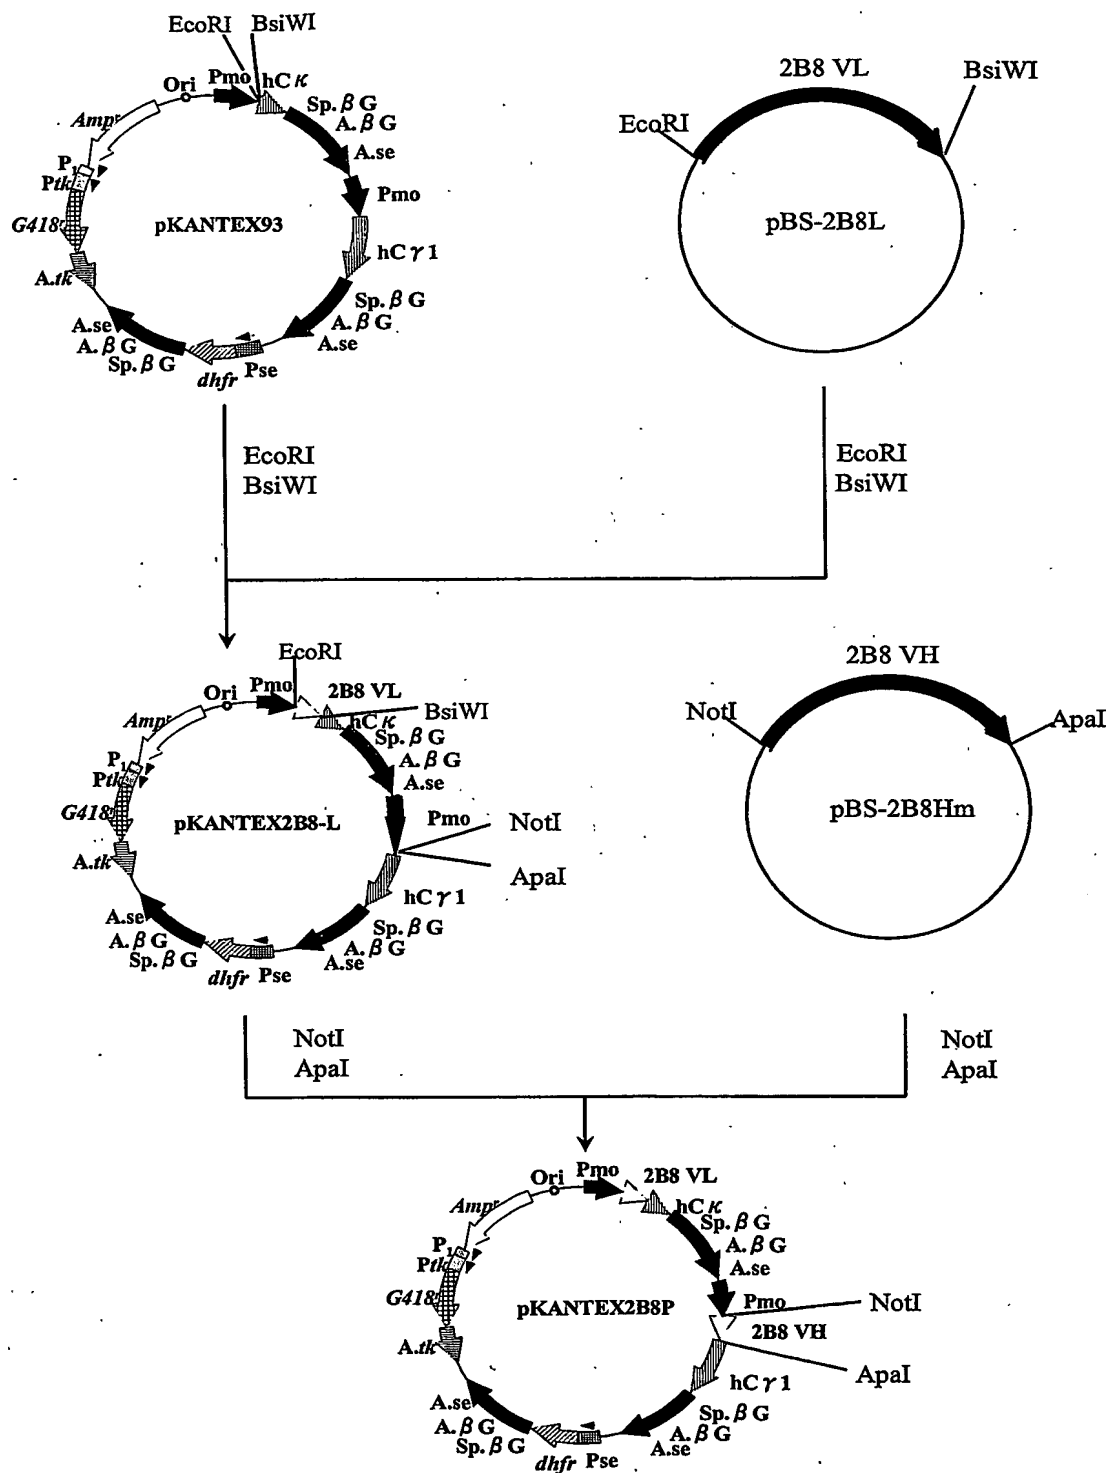 EcoRI BsiWI
Ori Pmo hCκ
Sp.βG
A.βG
A.se
Pmo
hCγ1
Sp.βG
A.βG
A.se
Pse
dhfr
Sp.βG
A.βG
A.se
A.tk
G418r
Ptk
P1
Ampr
pKANTEX93
2B8 VL
EcoRI
BsiWI
pBS-2B8L
EcoRI
BsiWI
EcoRI
BsiWI
EcoRI
Ori Pmo 2B8 VL
BsiWI
hCκ
Sp.βG
A.βG
A.se
Pmo
NotI
ApaI
hCγ1
Sp.βG
A.βG
A.se
Pse
dhfr
Sp.βG
A.βG
A.se
A.tk
G418r
Ptk
P1
Ampr
pKANTEX2B8-L
2B8 VH
NotI
ApaI
pBS-2B8Hm
NotI
ApaI
NotI
ApaI
Ori Pmo 2B8 VL
hCκ
Sp.βG
A.βG
A.se
Pmo
NotI
2B8 VH
ApaI
hCγ1
Sp.βG
A.βG
A.se
Pse
dhfr
Sp.βG
A.βG
A.se
A.tk
G418r
Ptk
P1
Ampr
pKANTEX2B8P